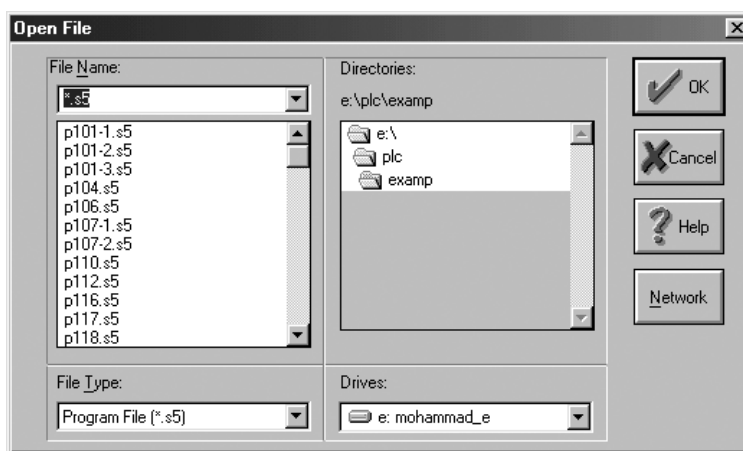 Open File
File Name:
*.s5
p101-1.s5
p101-2.s5
p101-3.s5
p104.s5
p106.s5
p107-1.s5
p107-2.s5
p110.s5
p112.s5
p116.s5
p117.s5
p118.s5
File Type:
Program File (*.s5)
Directories:
e:\plc\examp
e:\
plc
examp
Drives:
e: mohammad_e
OK
Cancel
Help
Network